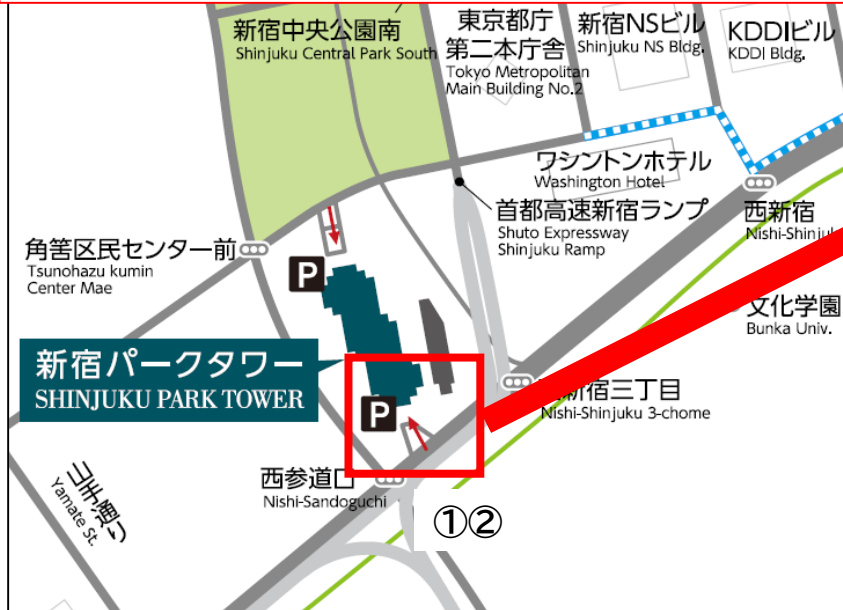 新宿中央公園南
Shinjuku Central Park South
東京都庁
第二本庁舎
Tokyo Metropolitan
Main Building No.2
新宿NSビル
Shinjuku NS Bldg.
KDDIビル
KDDI Bldg.
ワシントンホテル
Washington Hotel
首都高速新宿ランプ
Shuto Expressway
Shinjuku Ramp
西新宿
Nishi-Shinjuk
角筈区民センター前
Tsunohazu kumin
Center Mae
P
文化学園
Bunka Univ.
新宿パークタワー
SHINJUKU PARK TOWER
P
新宿三丁目
Nishi-Shinjuku 3-chome
西参道口
Nishi-Sandoguchi
山手通り
Yamate St.
①②